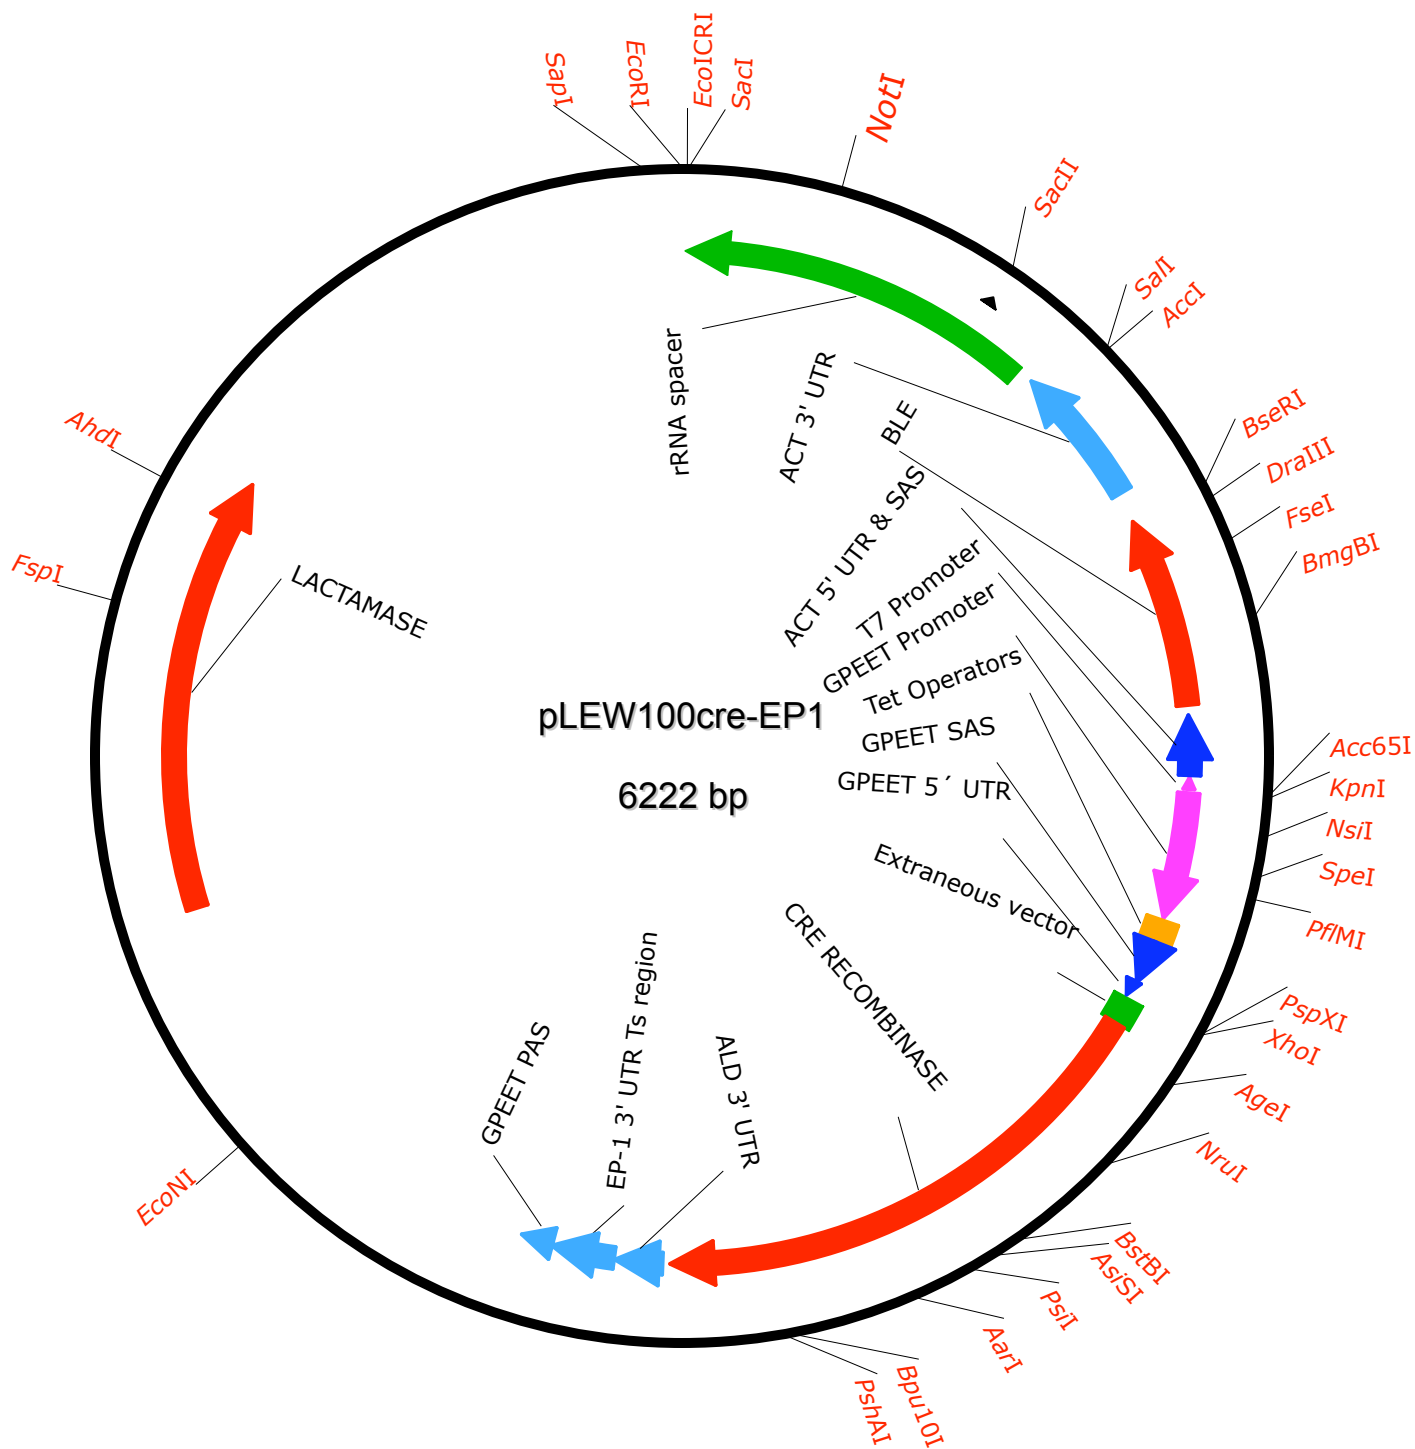 SapI
EcoRI
EcoICRI
SacI
NotI
SacII
SalI
AccI
BseRI
DraIII
FseI
BmgBI
Acc65I
KpnI
NsiI
SpeI
PflMI
PspXI
XhoI
AgeI
NruI
BstBI
AsiSI
PsiI
AarI
Bpu10I
PshAI
EcoNI
FspI
AhdI
rRNA spacer
ACT 3' UTR
BLE
ACT 5' UTR & SAS
T7 Promoter
GPEET Promoter
Tet Operators
GPEET SAS
GPEET 5´ UTR
Extraneous vector
CRE RECOMBINASE
ALD 3' UTR
EP-1 3' UTR Ts region
GPEET PAS
LACTAMASE
pLEW100cre-EP1
6222 bp